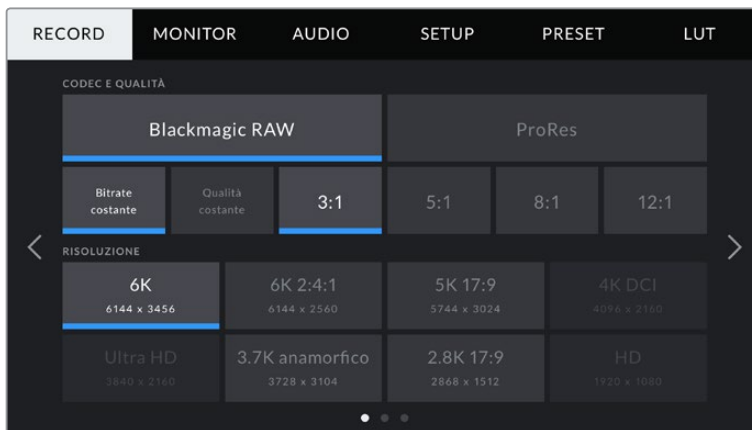 RECORD MONITOR AUDIO SETUP PRESET LUT
CODEC E QUALITÀ
Blackmagic RAW ProRes
Bitrate costante Qualità costante 3:1 5:1 8:1 12:1
RISOLUZIONE
6K 6K 2:4:1 5K 17:9 4K DCI
6144 x 3456 6144 x 2560 5744 x 3024 4096 x 2160
Ultra HD 3.7K anamorfico 2.8K 17:9 HD
3840 x 2160 3728 x 3104 2868 x 1512 1920 x 1080